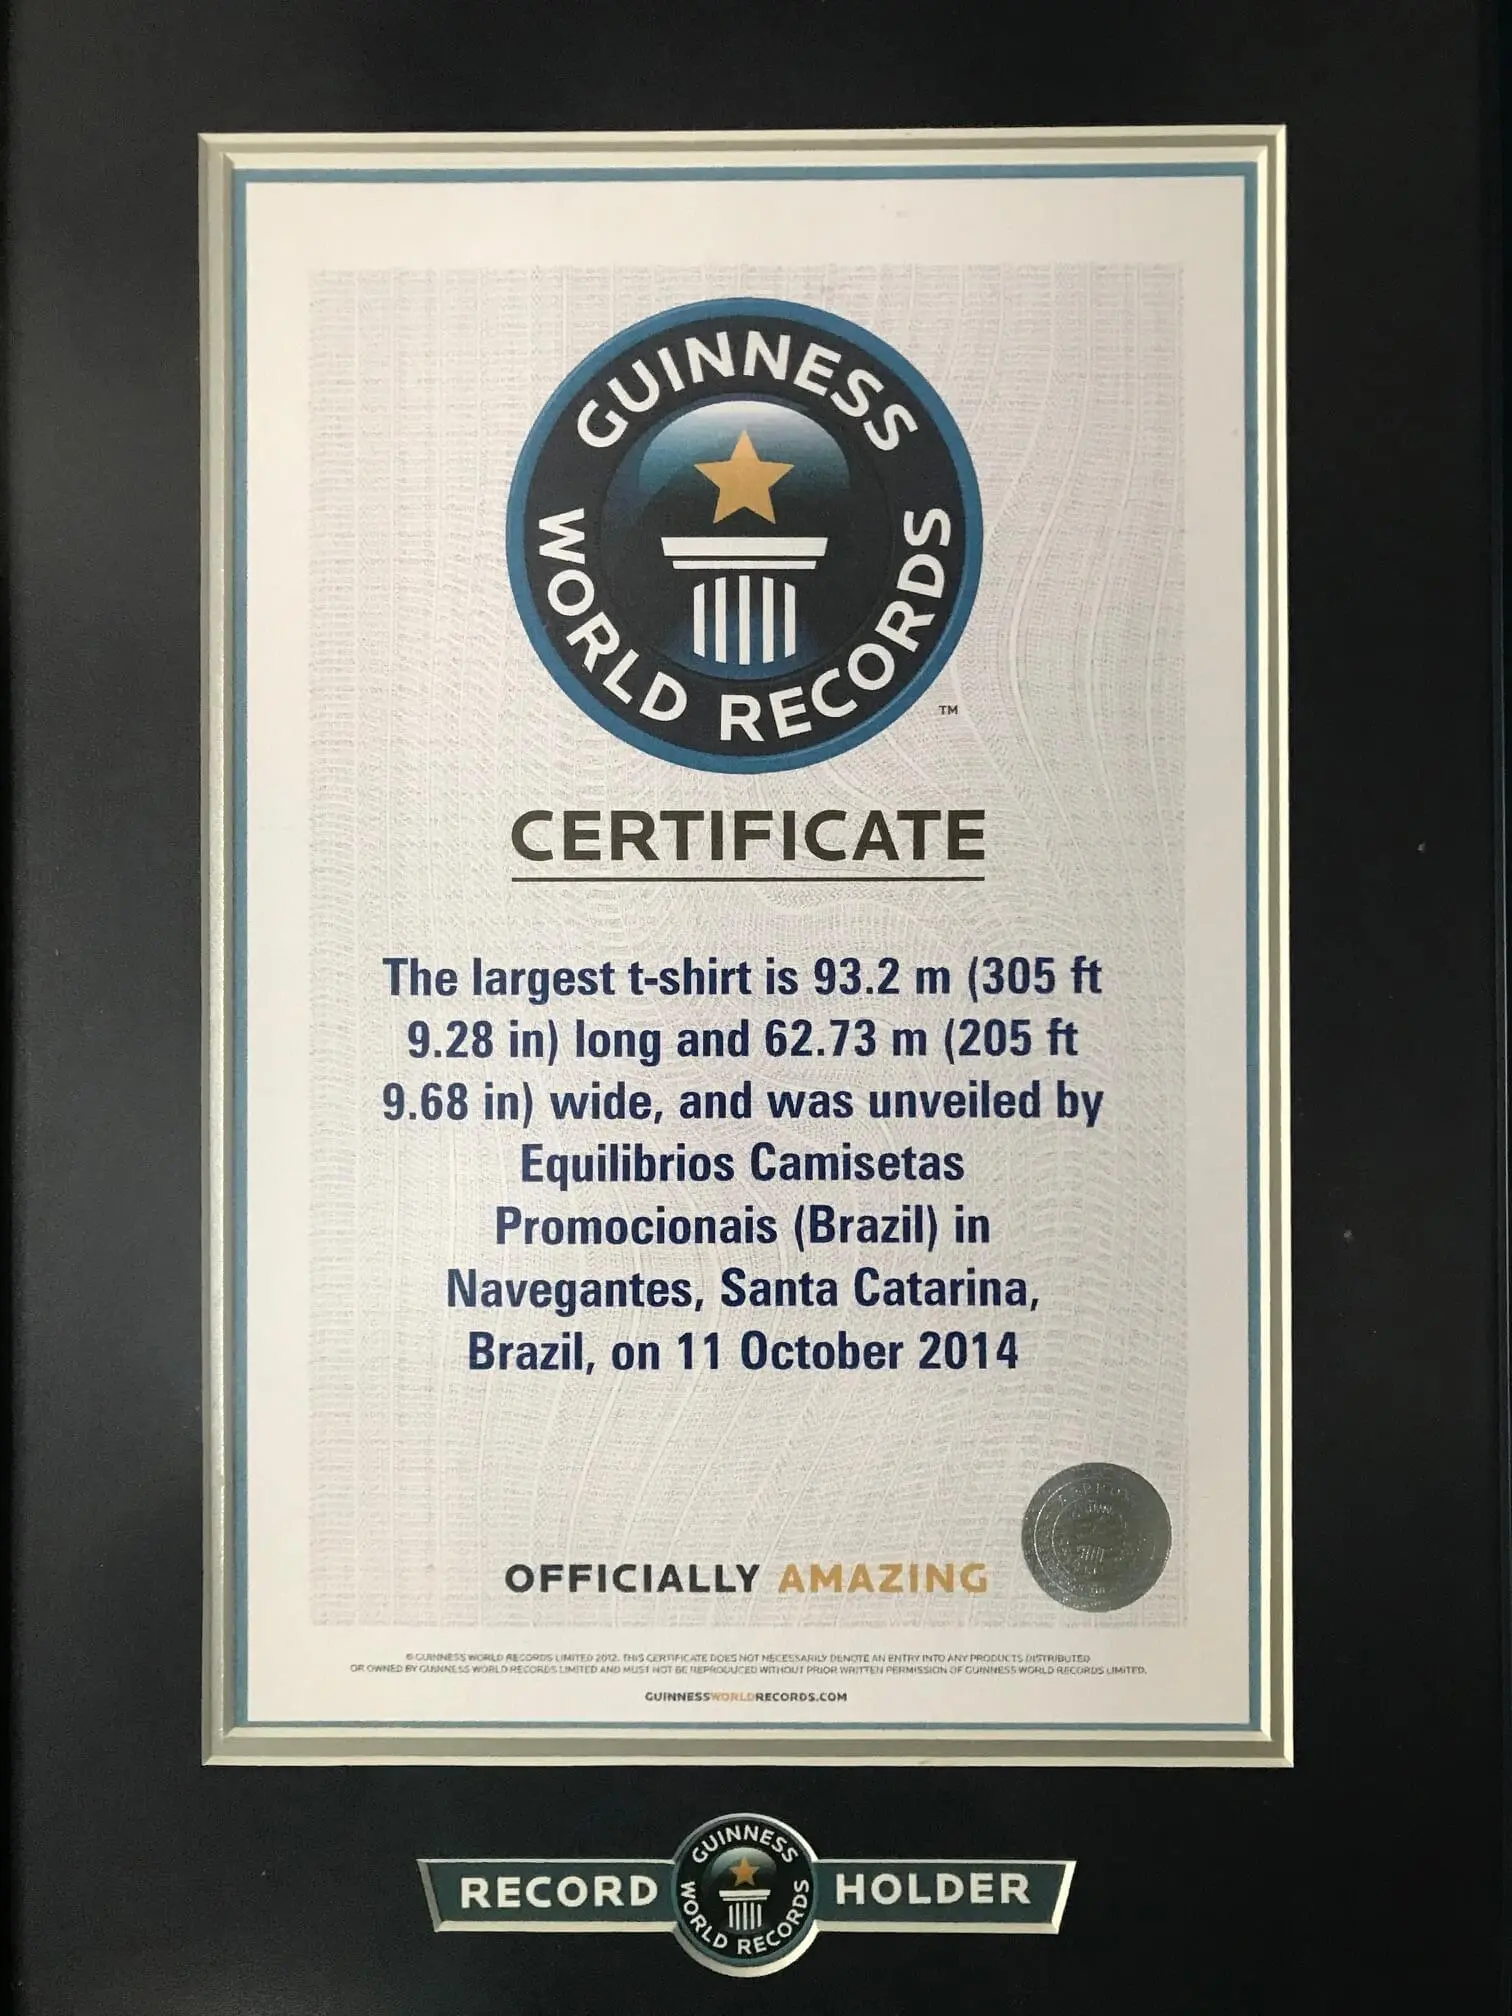 GUINNESS
WORLD RECORDS
TM
CERTIFICATE
The largest t-shirt is 93.2 m (305 ft
9.28 in) long and 62.73 m (205 ft
9.68 in) wide, and was unveiled by
Equilibrios Camisetas
Promocionais (Brazil) in
Navegantes, Santa Catarina,
Brazil, on 11 October 2014
OFFICIALLY AMAZING
© GUINNESS WORLD RECORDS LIMITED 2012. THIS CERTIFICATE DOES NOT NECESSARILY DENOTE AN ENTRY INTO ANY PRODUCTS DISTRIBUTED
OR OWNED BY GUINNESS WORLD RECORDS LIMITED AND MUST NOT BE REPRODUCED WITHOUT PRIOR WRITTEN PERMISSION OF GUINNESS WORLD RECORDS LIMITED.
GUINNESSWORLDRECORDS.COM
RECORD GUINNESS WORLD RECORDS HOLDER